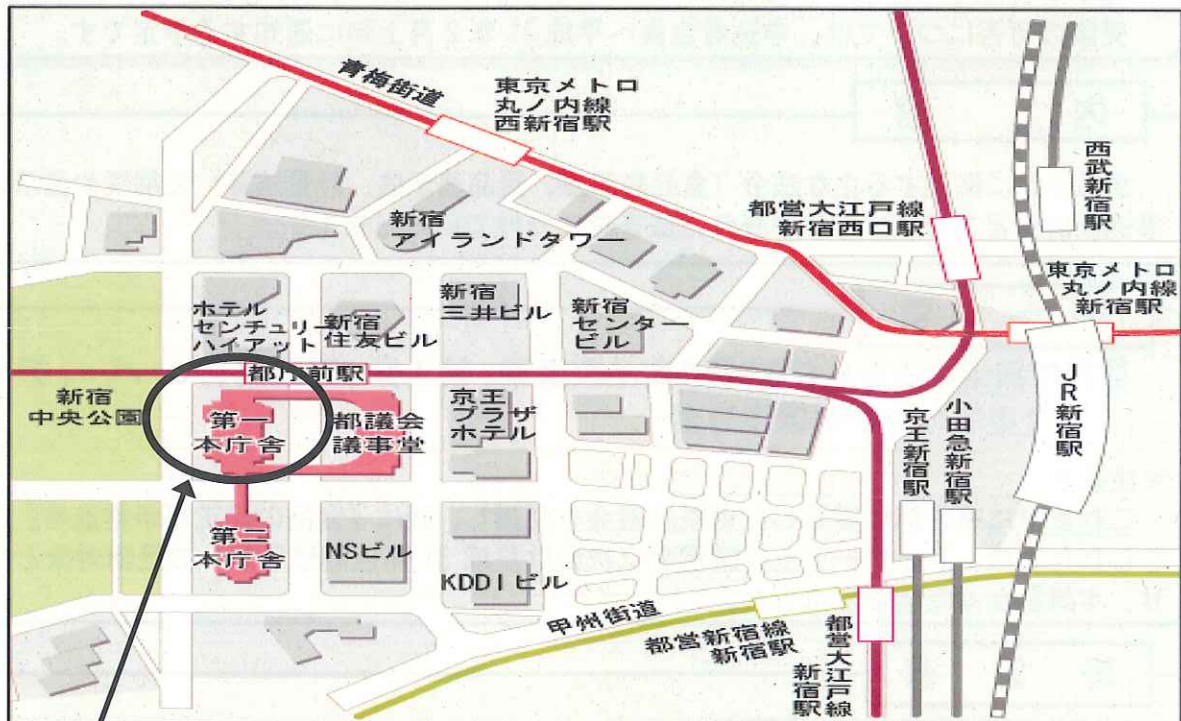 青梅街道
東京メトロ
丸ノ内線
西新宿駅
西武新宿駅
都営大江戸線
新宿西口駅
新宿
アイランドタワー
東京メトロ
丸ノ内線
新宿駅
ホテル
センチュリー
ハイアット
新宿
住友ビル
新宿
三井ビル
新宿
センター
ビル
都庁前駅
JR新宿駅
新宿
中央公園
第一
本庁舎
都議会
議事堂
京王
プラザ
ホテル
京王新宿駅
小田急新宿駅
第二
本庁舎
NSビル
KDDIビル
甲州街道
都営新宿線
新宿駅
都営大江戸線
新宿駅